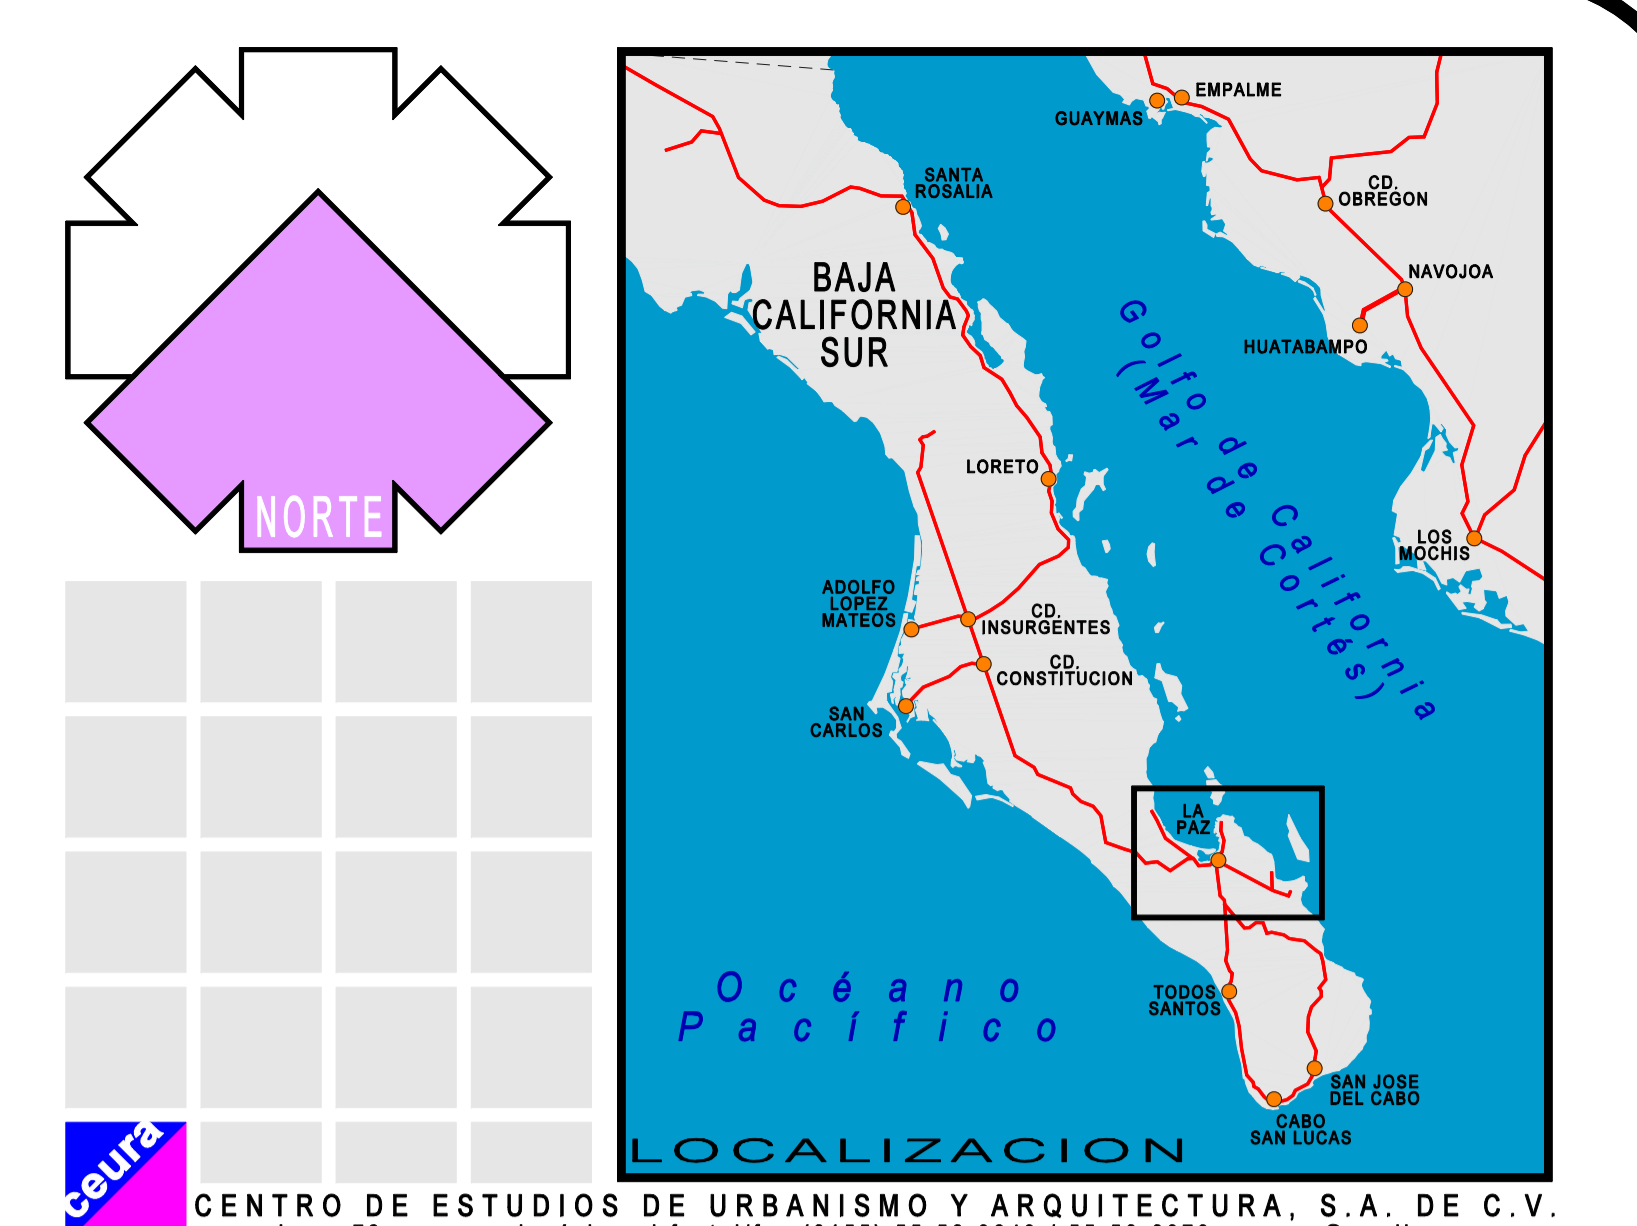 NORTE
EMPALME
GUAYMAS
SANTA
ROSALIA
CD.
OBREGON
BAJA
CALIFORNIA
SUR
NAVOJOA
HUATABAMPO
Golfo de California
(Mar de Cortés)
LORETO
LOS
MOCHIS
ADOLFO
LOPEZ
MATEOS
CD.
INSURGENTES
CD.
CONSTITUCION
SAN
CARLOS
LA
PAZ
Océano
Pacífico
TODOS
SANTOS
SAN JOSE
DEL CABO
CABO
SAN LUCAS
LOCALIZACION
ceura
CENTRO DE ESTUDIOS DE URBANISMO Y ARQUITECTURA, S.A. DE C.V.